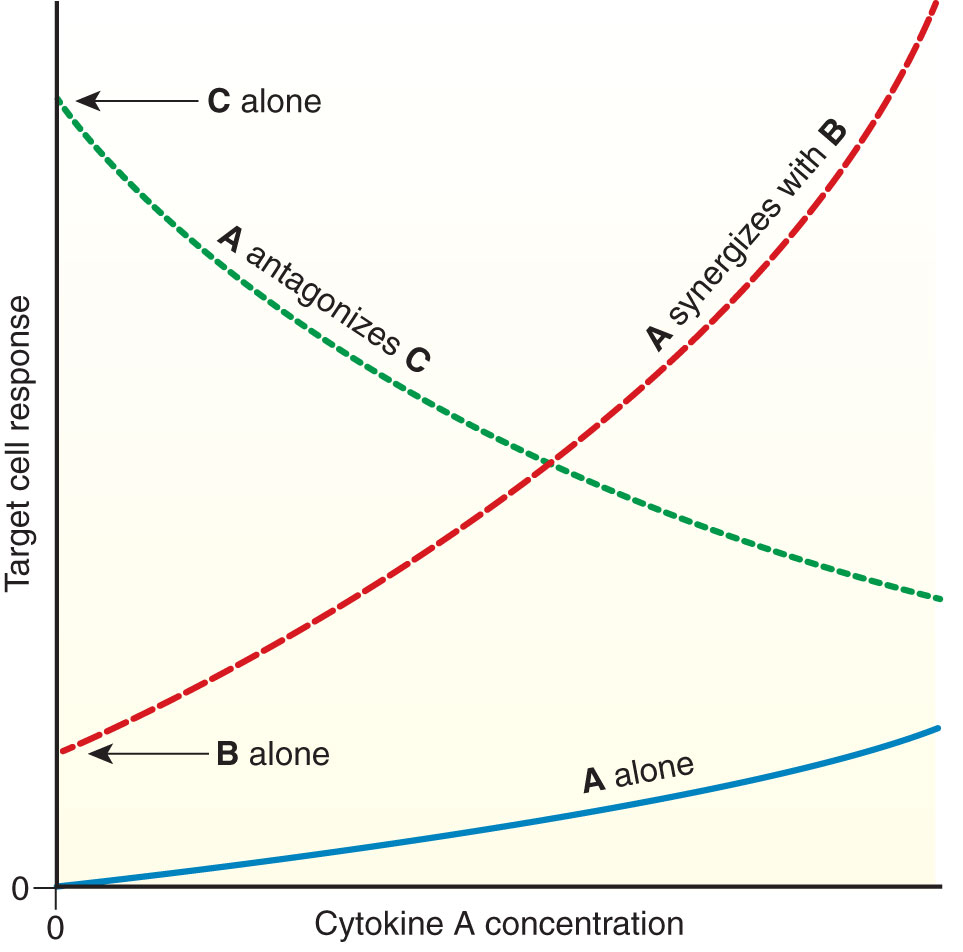 C alone
A synergizes with B
A antagonizes C
Target cell response
B alone
A alone
0
0
Cytokine A concentration